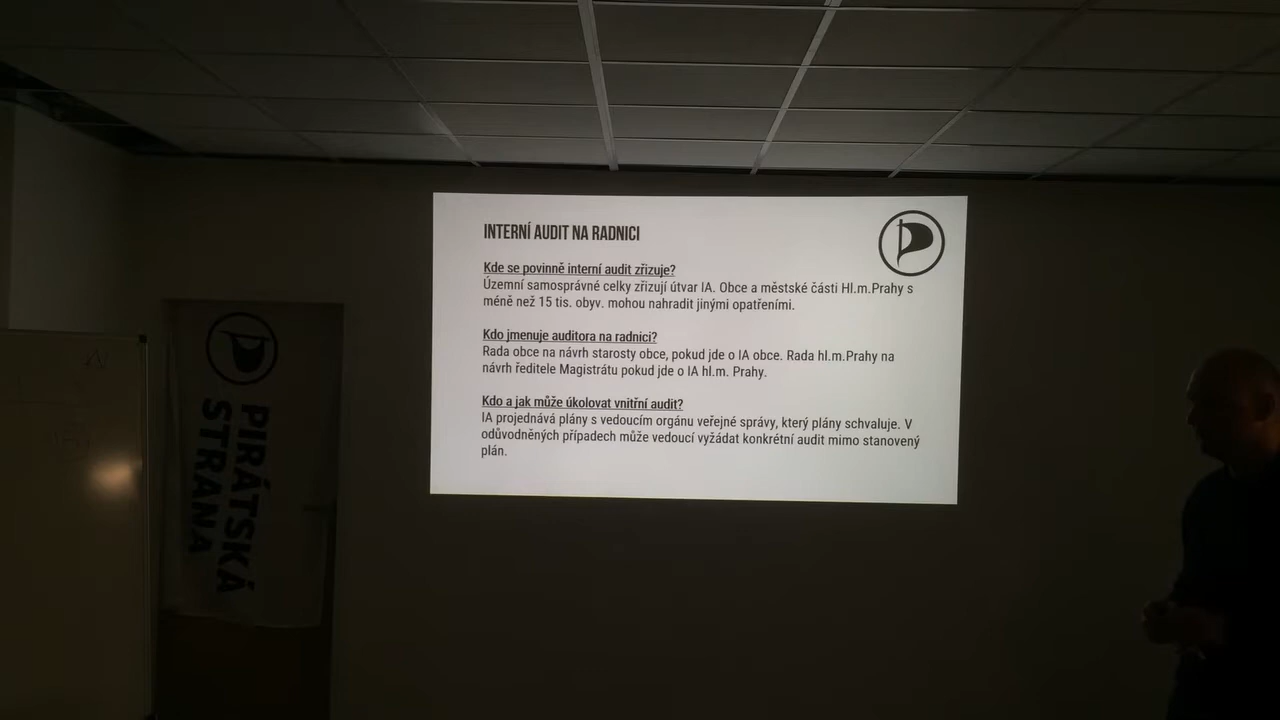 INTERNÍ AUDIT NA RADNICI
Kde se povinně interní audit zřizuje?
Územní samosprávné celky zřizují útvar IA. Obce a městské části Hl.m.Prahy s
méně než 15 tis. obyv. mohou nahradit jinými opatřeními.
Kdo jmenuje auditora na radnici?
Rada obce na návrh starosty obce, pokud jde o IA obce. Rada hl.m.Prahy na
návrh ředitele Magistrátu pokud jde o IA hl.m. Prahy.
Kdo a jak může úkolovat vnitřní audit?
IA projednává plány s vedoucím orgánu veřejné správy, který plány schvaluje. V
odůvodněných případech může vedoucí vyžádat konkrétní audit mimo stanovený
plán.
PIRÁTSKÁ
STRANA